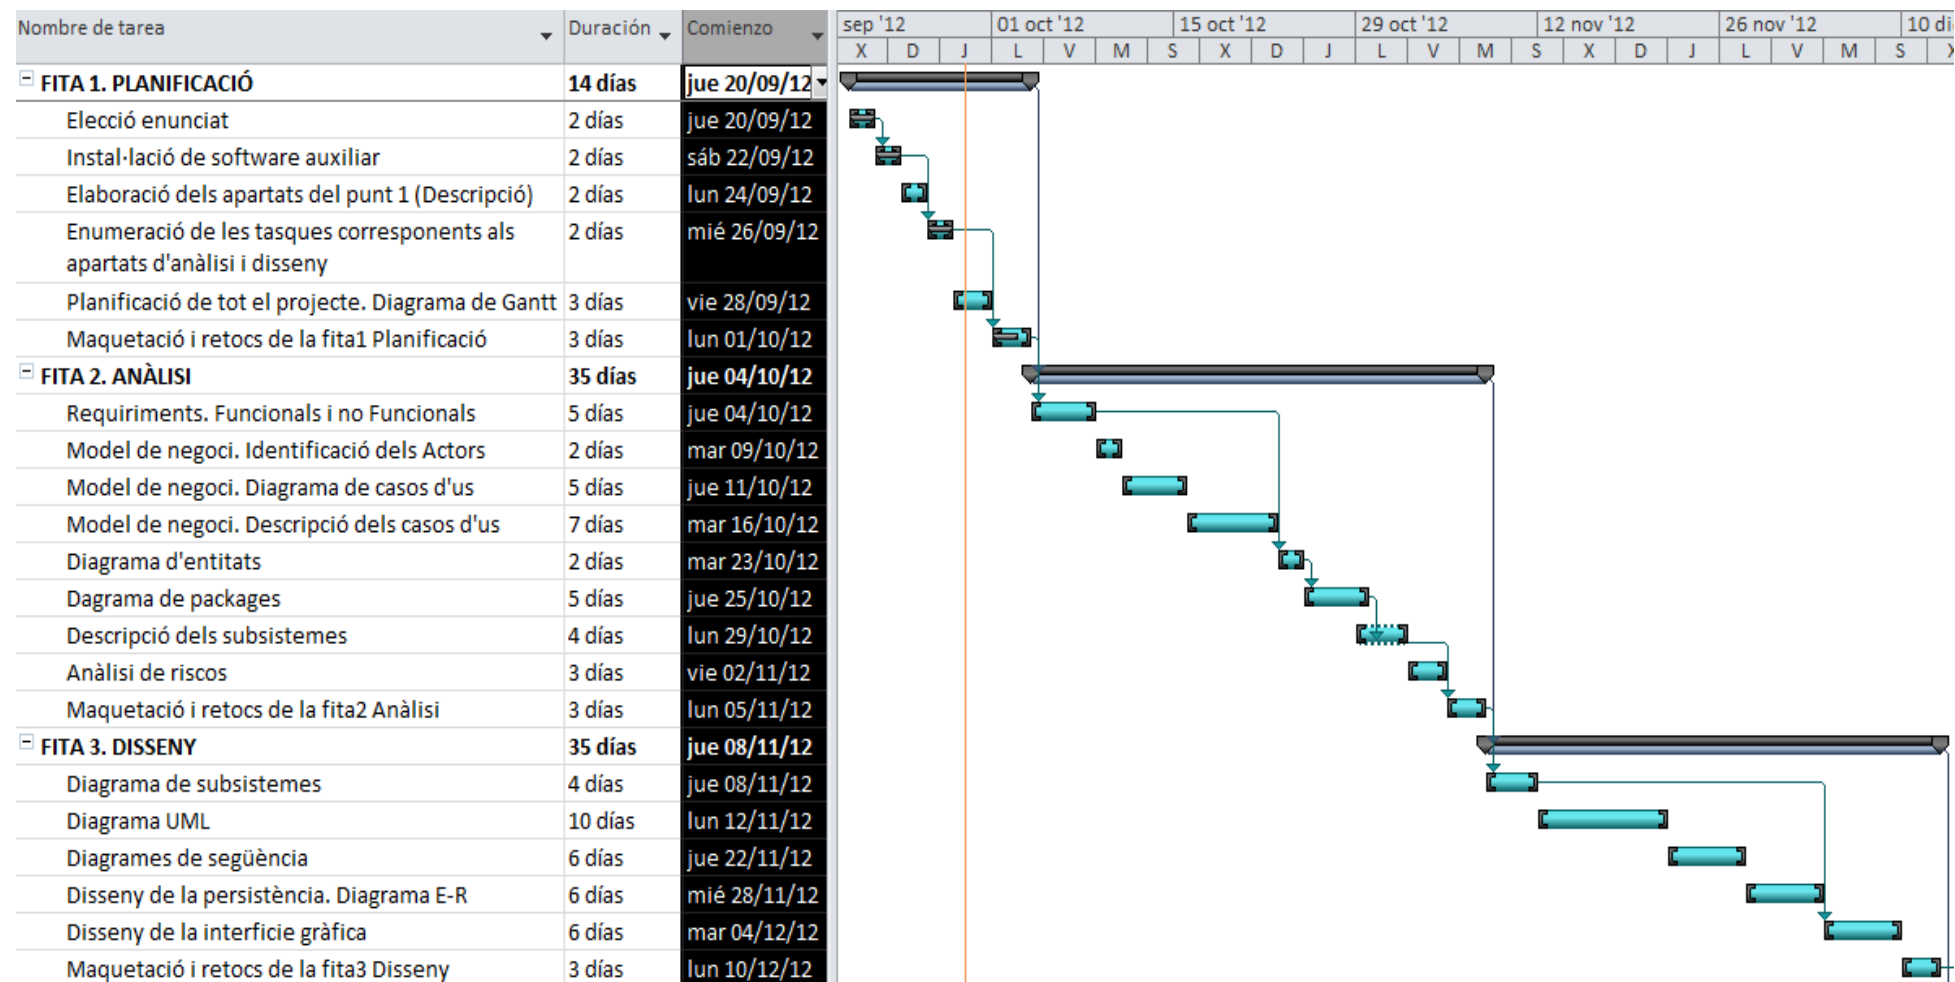 Nombre de tarea Duración Comienzo sep '12 01 oct '12 15 oct '12 29 oct '12 12 nov '12 26 nov '12 10 di
X D J L V M S X D J L V M S X D J L V M S X
FITA 1. PLANIFICACIÓ 14 días jue 20/09/12
Elecció enunciat 2 días jue 20/09/12
Instal·lació de software auxiliar 2 días sáb 22/09/12
Elaboració dels apartats del punt 1 (Descripció) 2 días lun 24/09/12
Enumeració de les tasques corresponents als 2 días mié 26/09/12
apartats d'anàlisi i disseny
Planificació de tot el projecte. Diagrama de Gantt 3 días vie 28/09/12
Maquetació i retocs de la fita1 Planificació 3 días lun 01/10/12
FITA 2. ANÀLISI 35 días jue 04/10/12
Requiriments. Funcionals i no Funcionals 5 días jue 04/10/12
Model de negoci. Identificació dels Actors 2 días mar 09/10/12
Model de negoci. Diagrama de casos d'us 5 días jue 11/10/12
Model de negoci. Descripció dels casos d'us 7 días mar 16/10/12
Diagrama d'entitats 2 días mar 23/10/12
Dagrama de packages 5 días jue 25/10/12
Descripció dels subsistemes 4 días lun 29/10/12
Anàlisi de riscos 3 días vie 02/11/12
Maquetació i retocs de la fita2 Anàlisi 3 días lun 05/11/12
FITA 3. DISSENY 35 días jue 08/11/12
Diagrama de subsistemes 4 días jue 08/11/12
Diagrama UML 10 días lun 12/11/12
Diagrames de següència 6 días jue 22/11/12
Disseny de la persistència. Diagrama E-R 6 días mié 28/11/12
Disseny de la interficie gràfica 6 días mar 04/12/12
Maquetació i retocs de la fita3 Disseny 3 días lun 10/12/12